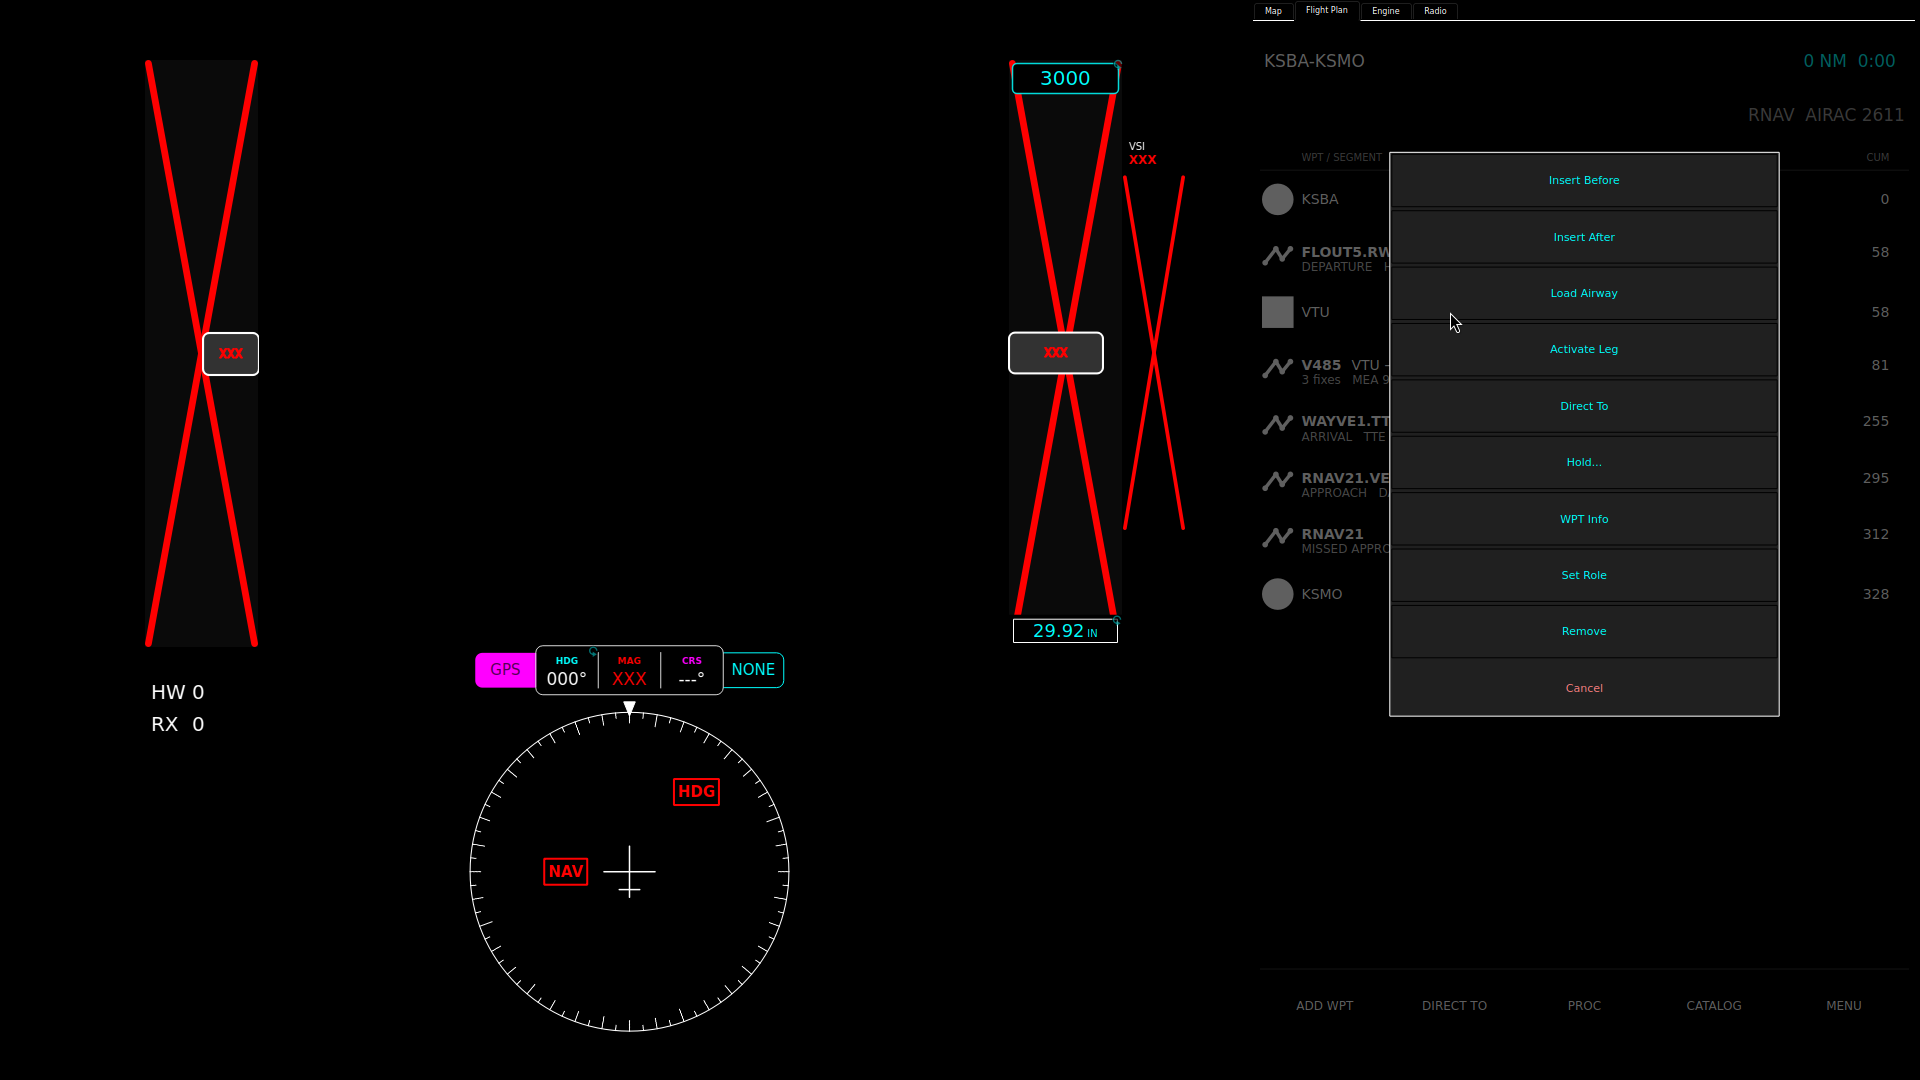 Map Flight Plan Engine Radio
KSBA-KSMO 0 NM 0:00
RNAV AIRAC 2611
WPT / SEGMENT CUM
KSBA 0
FLOUT5.RW 58
DEPARTURE
VTU 58
V485 VTU - 81
3 fixes MEA 9
WAYVE1.TT 255
ARRIVAL TTE
RNAV21.VE 295
APPROACH
RNAV21 312
MISSED APPRO
KSMO 328
Insert Before
Insert After
Load Airway
Activate Leg
Direct To
Hold...
WPT Info
Set Role
Remove
Cancel
ADD WPT DIRECT TO PROC CATALOG MENU
3000
VSI
XXX
XXX
XXX
29.92 IN
HW 0
RX 0
GPS
HDG MAG CRS
000° XXX ---°
NONE
HDG
NAV